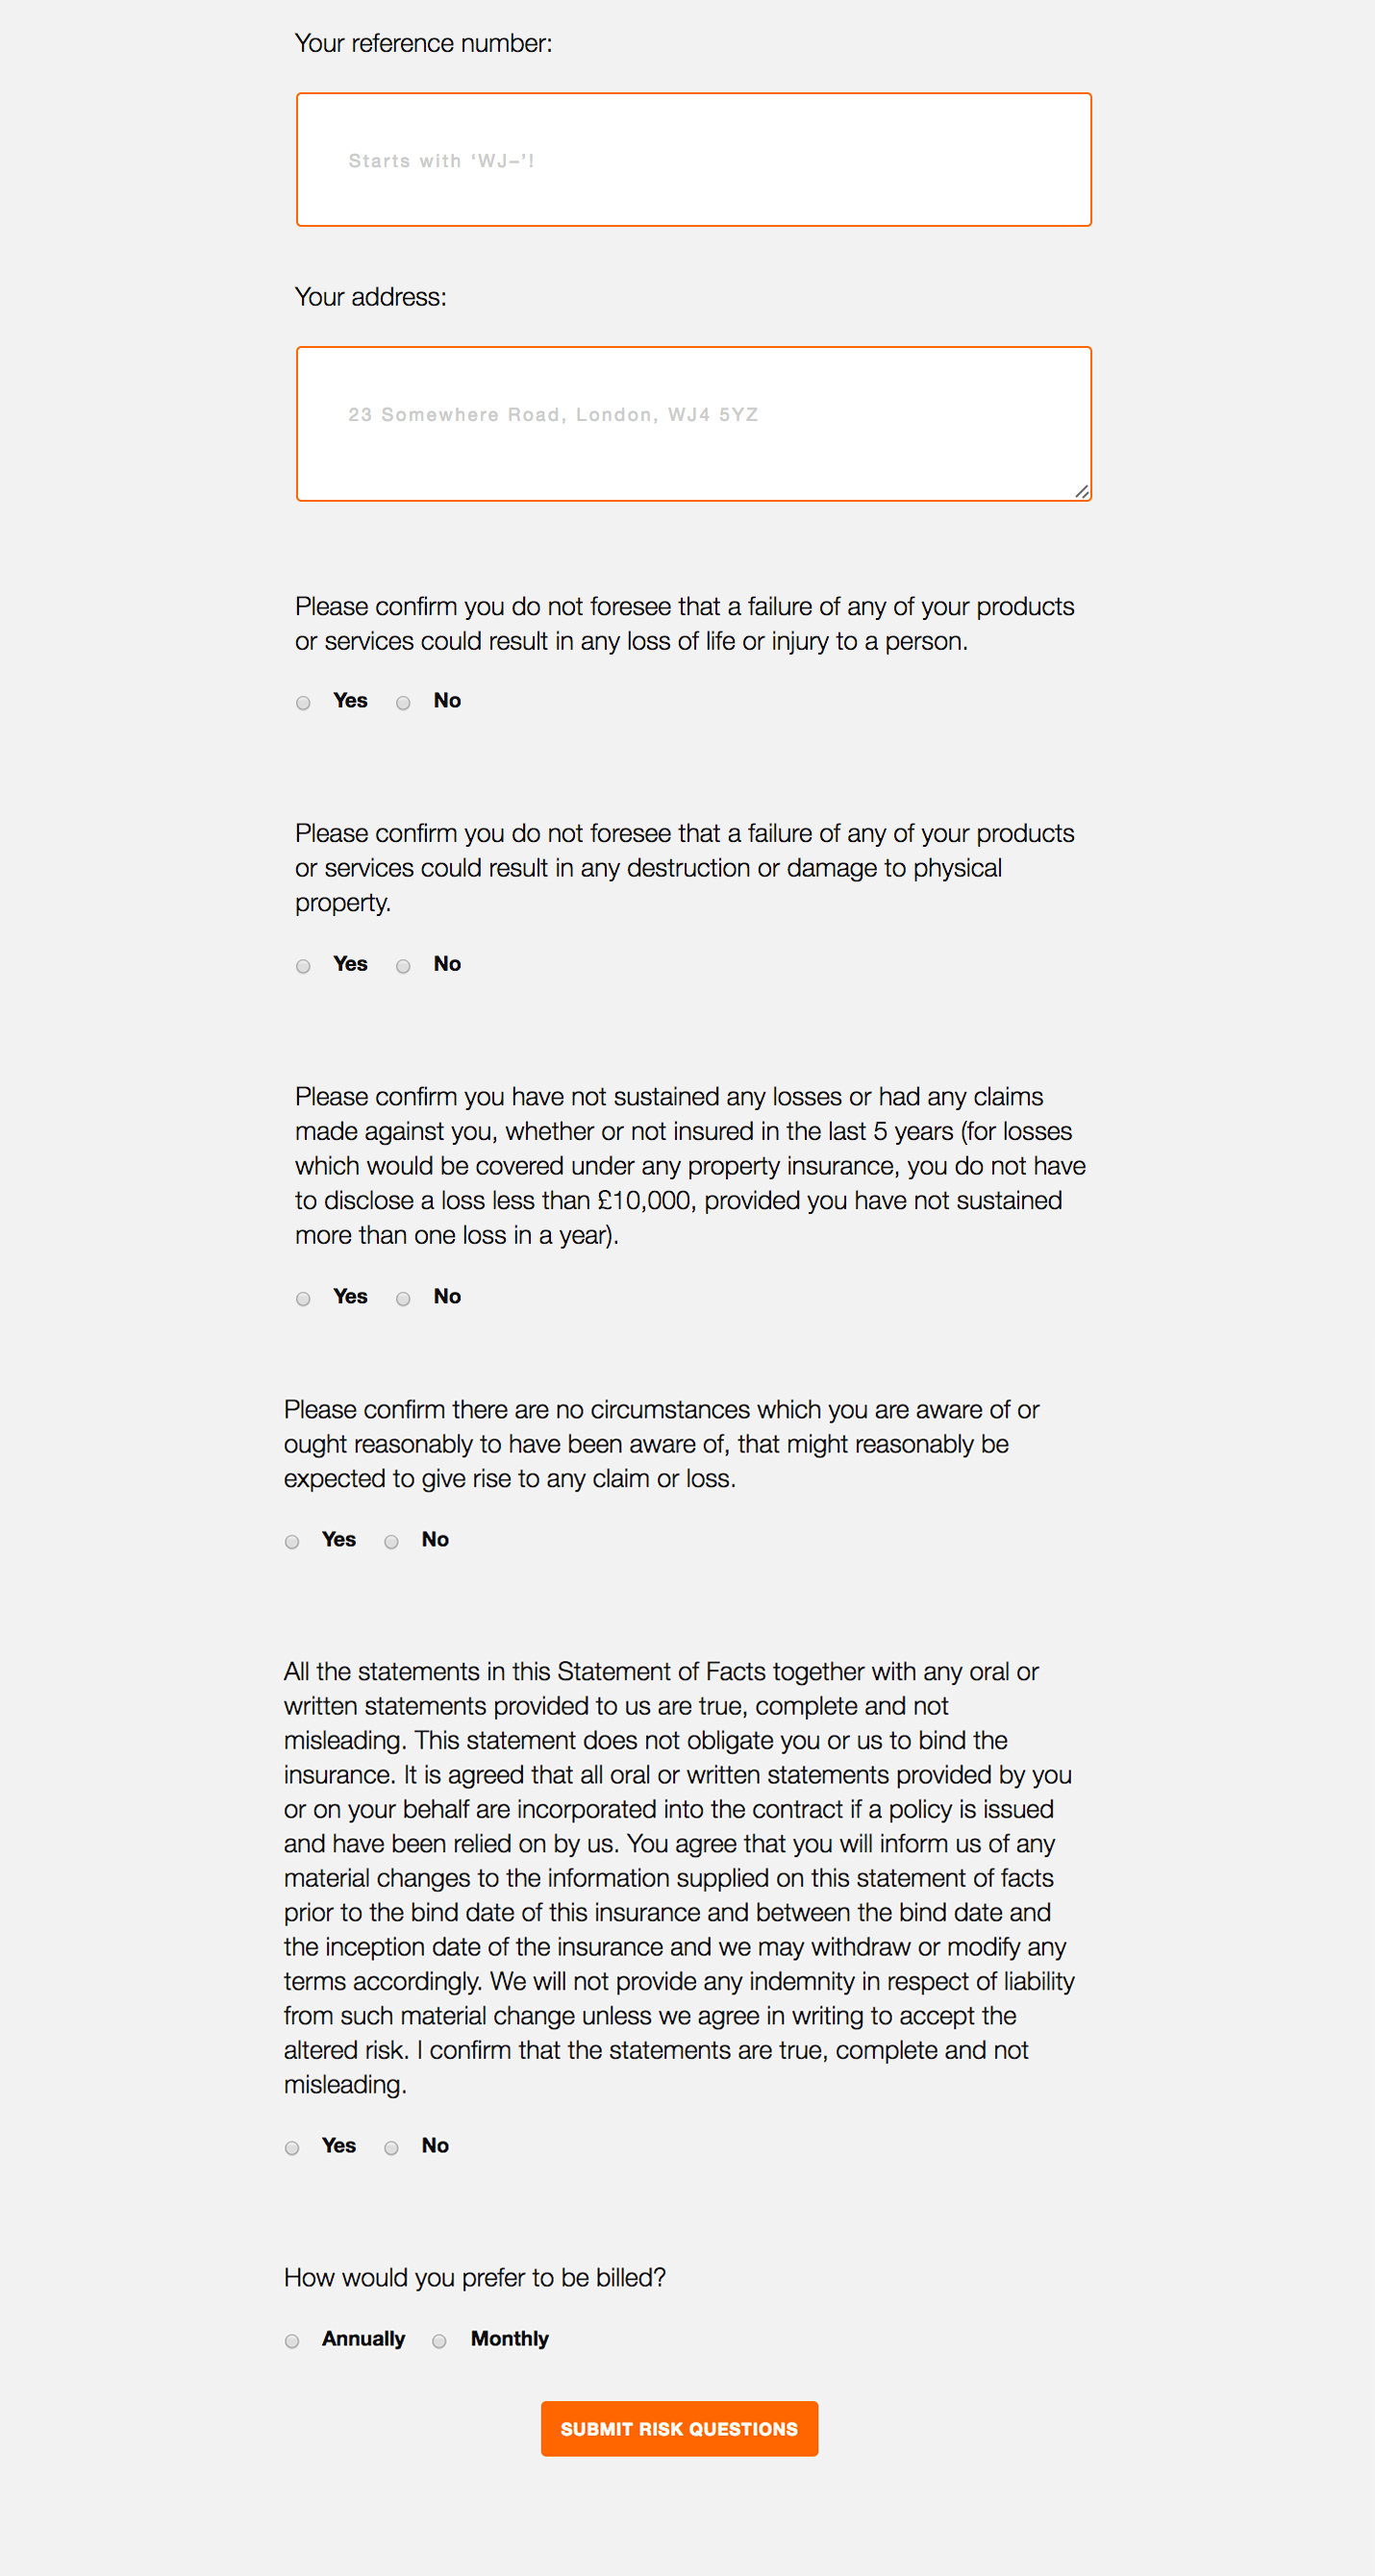 Your reference number:
Starts with ‘WJ–’!
Your address:
23 Somewhere Road, London, WJ4 5YZ
Please confirm you do not foresee that a failure of any of your products
or services could result in any loss of life or injury to a person.
Yes No
Please confirm you do not foresee that a failure of any of your products
or services could result in any destruction or damage to physical
property.
Yes No
Please confirm you have not sustained any losses or had any claims
made against you, whether or not insured in the last 5 years (for losses
which would be covered under any property insurance, you do not have
to disclose a loss less than £10,000, provided you have not sustained
more than one loss in a year).
Yes No
Please confirm there are no circumstances which you are aware of or
ought reasonably to have been aware of, that might reasonably be
expected to give rise to any claim or loss.
Yes No
All the statements in this Statement of Facts together with any oral or
written statements provided to us are true, complete and not
misleading. This statement does not obligate you or us to bind the
insurance. It is agreed that all oral or written statements provided by you
or on your behalf are incorporated into the contract if a policy is issued
and have been relied on by us. You agree that you will inform us of any
material changes to the information supplied on this statement of facts
prior to the bind date of this insurance and between the bind date and
the inception date of the insurance and we may withdraw or modify any
terms accordingly. We will not provide any indemnity in respect of liability
from such material change unless we agree in writing to accept the
altered risk. I confirm that the statements are true, complete and not
misleading.
Yes No
How would you prefer to be billed?
Annually Monthly
SUBMIT RISK QUESTIONS